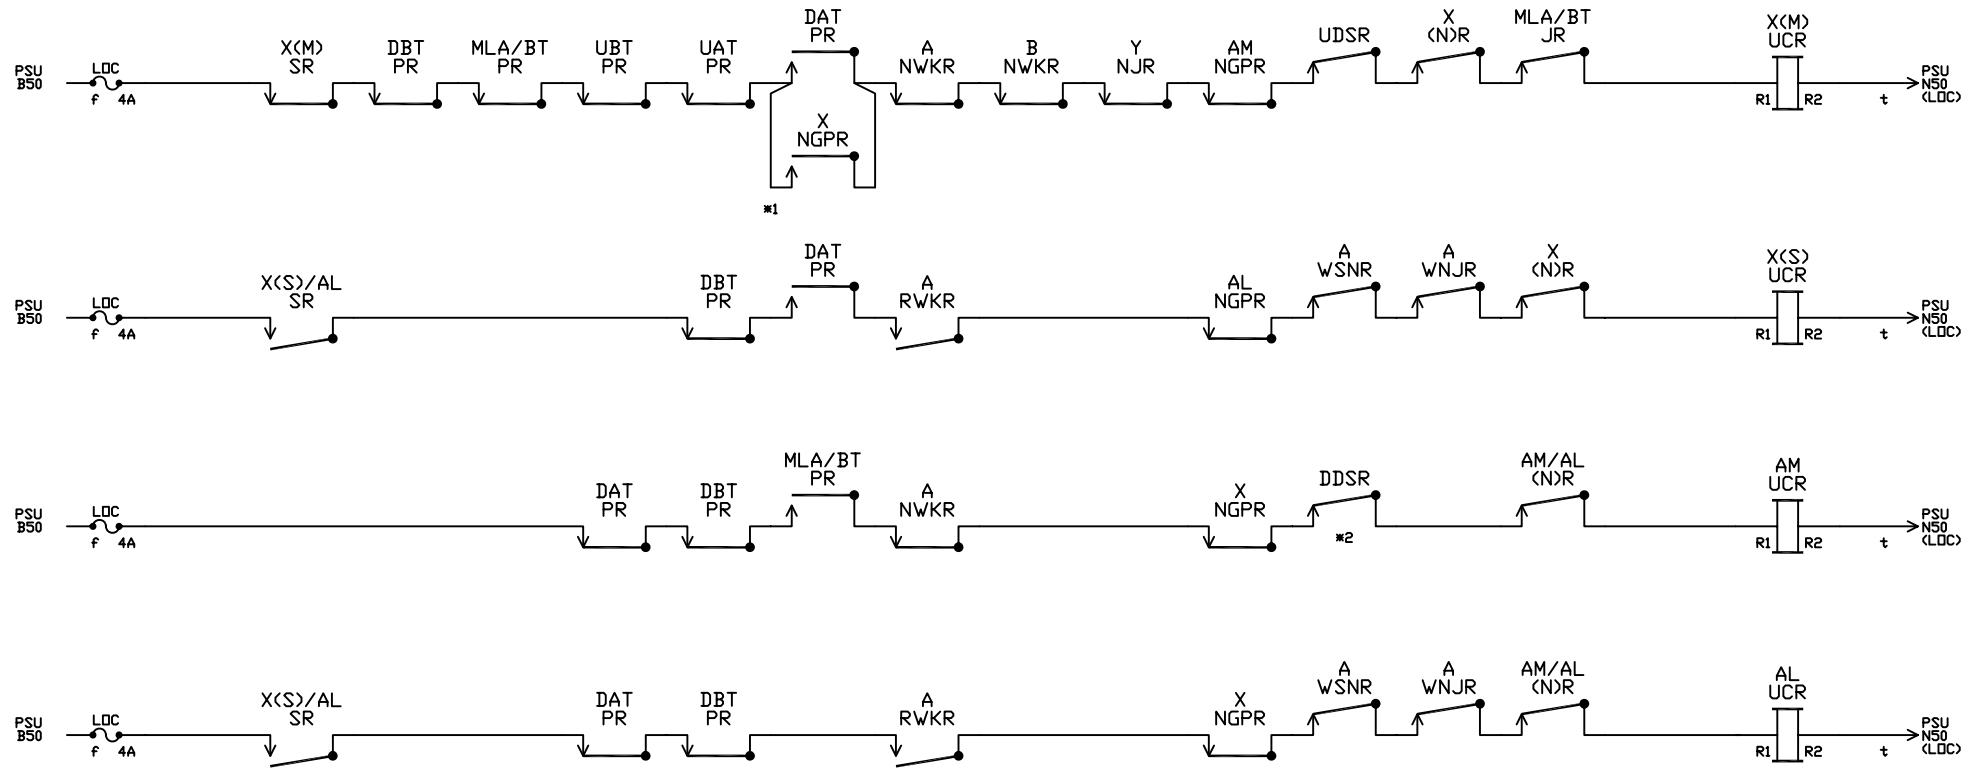 PSU
B50
LOC
f 4A
X(M)
SR
DBT
PR
MLA/BT
PR
UBT
PR
UAT
PR
DAT
PR
X
NGPR
*1
A
NWKR
B
NWKR
Y
NJR
AM
NGPR
UDSR
X
(N)R
MLA/BT
JR
X(M)
UCR
R1 R2
t
PSU
N50
(LOC)
PSU
B50
LOC
f 4A
X(S)/AL
SR
DBT
PR
DAT
PR
A
RWKR
AL
NGPR
A
WSNR
A
WNJR
X
(N)R
X(S)
UCR
R1 R2
t
PSU
N50
(LOC)
PSU
B50
LOC
f 4A
DAT
PR
DBT
PR
MLA/BT
PR
A
NWKR
X
NGPR
DDSR
*2
AM/AL
(N)R
AM
UCR
R1 R2
t
PSU
N50
(LOC)
PSU
B50
LOC
f 4A
X(S)/AL
SR
DAT
PR
DBT
PR
A
RWKR
X
NGPR
A
WSNR
A
WNJR
AM/AL
(N)R
AL
UCR
R1 R2
t
PSU
N50
(LOC)